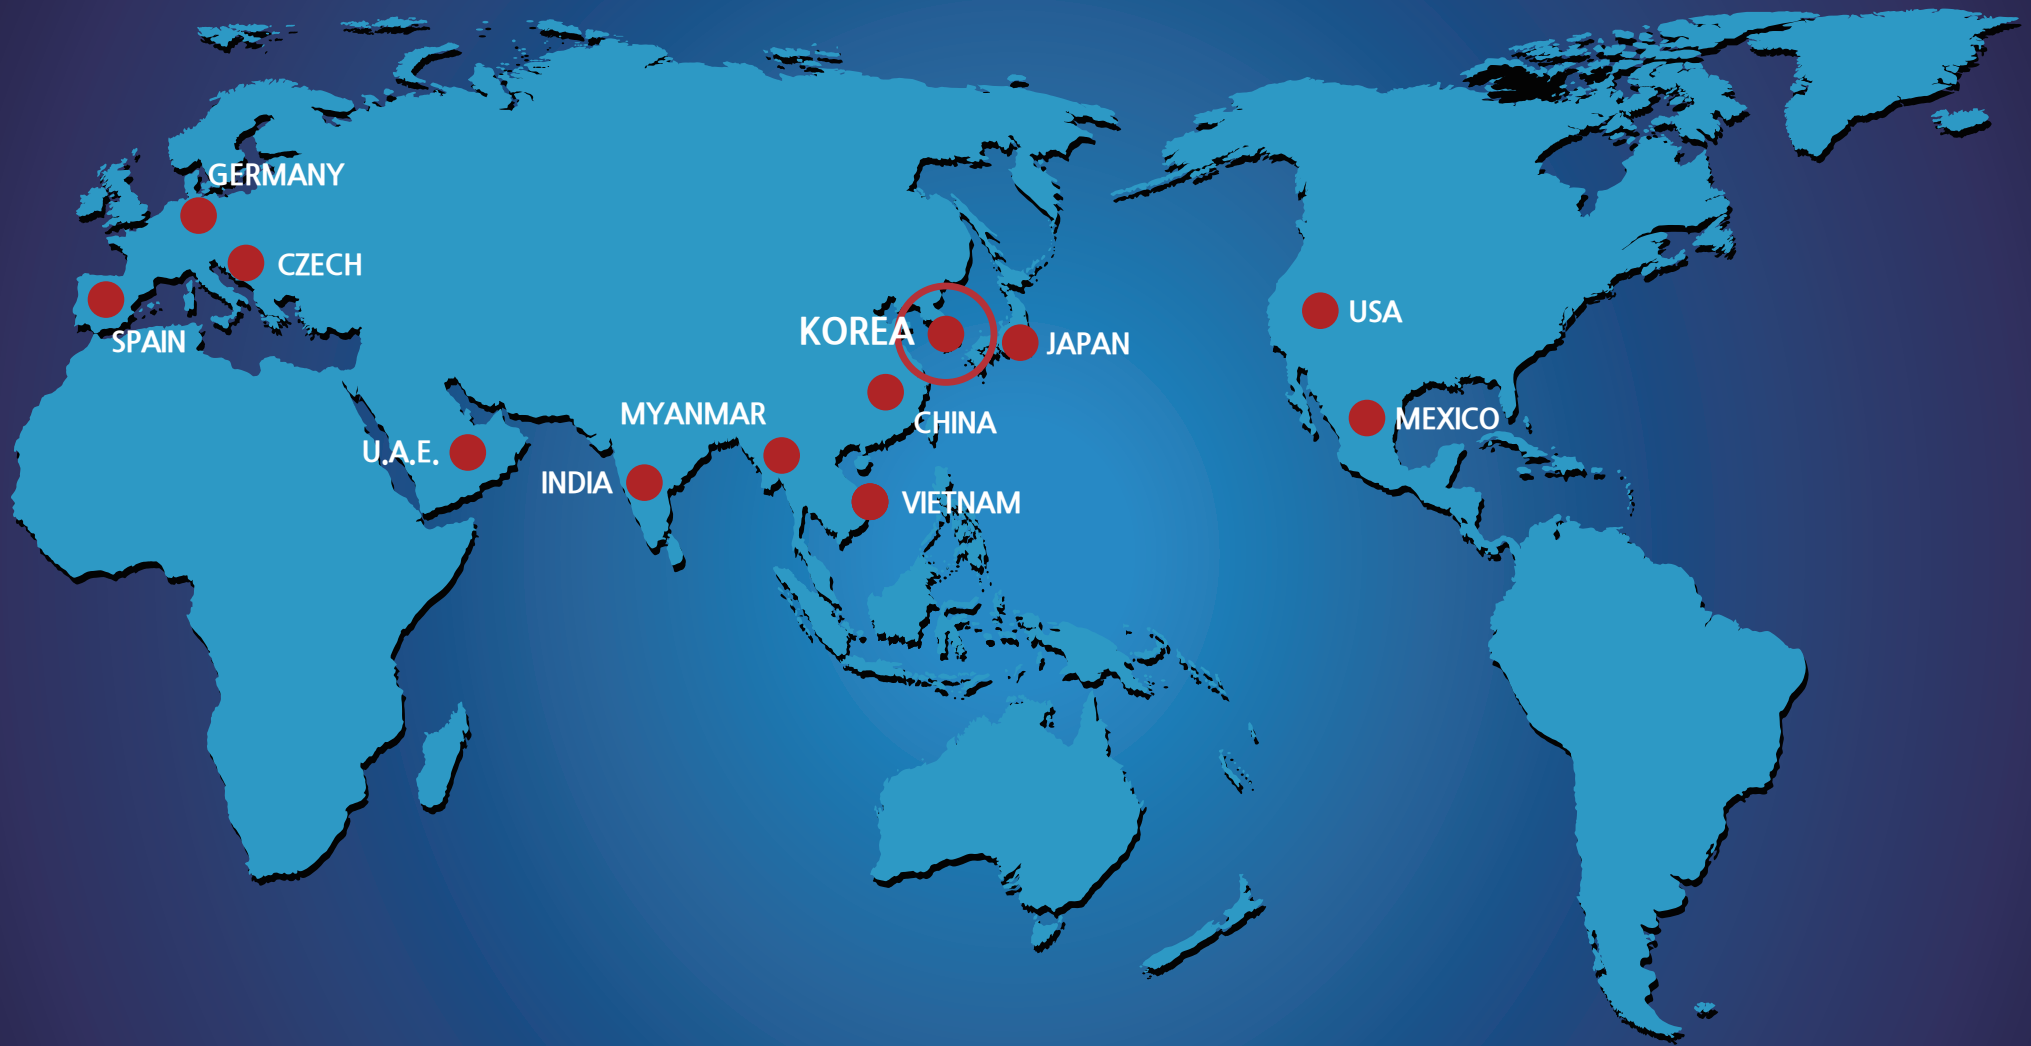 GERMANY
CZECH
SPAIN
KOREA
JAPAN
USA
MYANMAR
CHINA
MEXICO
U.A.E.
INDIA
VIETNAM